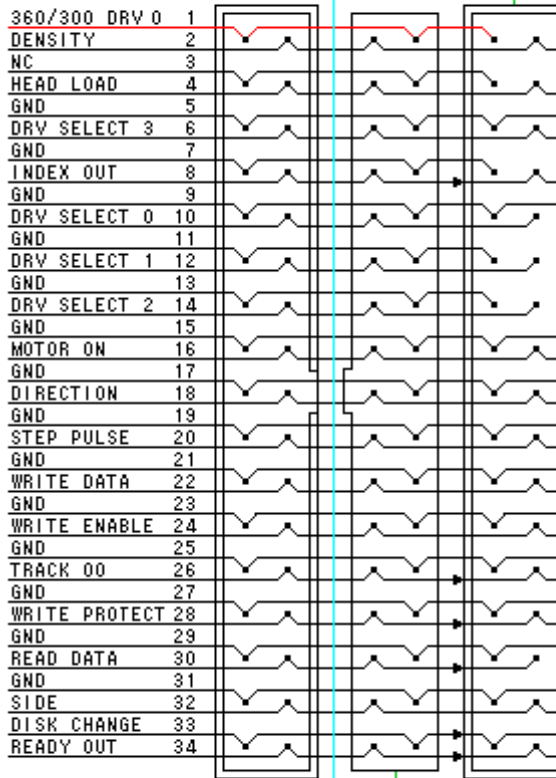 360/300 DRV 0 1
DENSITY 2
NC 3
HEAD LOAD 4
GND 5
DRV SELECT 3 6
GND 7
INDEX OUT 8
GND 9
DRV SELECT 0 10
GND 11
DRV SELECT 1 12
GND 13
DRV SELECT 2 14
GND 15
MOTOR ON 16
GND 17
DIRECTION 18
GND 19
STEP PULSE 20
GND 21
WRITE DATA 22
GND 23
WRITE ENABLE 24
GND 25
TRACK 00 26
GND 27
WRITE PROTECT 28
GND 29
READ DATA 30
GND 31
SIDE 32
DISK CHANGE 33
READY OUT 34